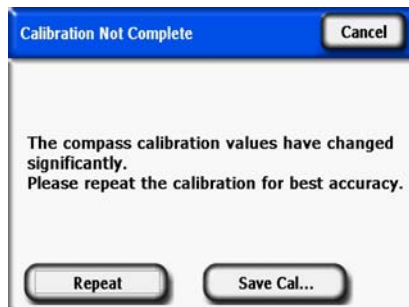 Calibration Not Complete
Cancel
The compass calibration values have changed
significantly.
Please repeat the calibration for best accuracy.
Repeat
Save Cal...